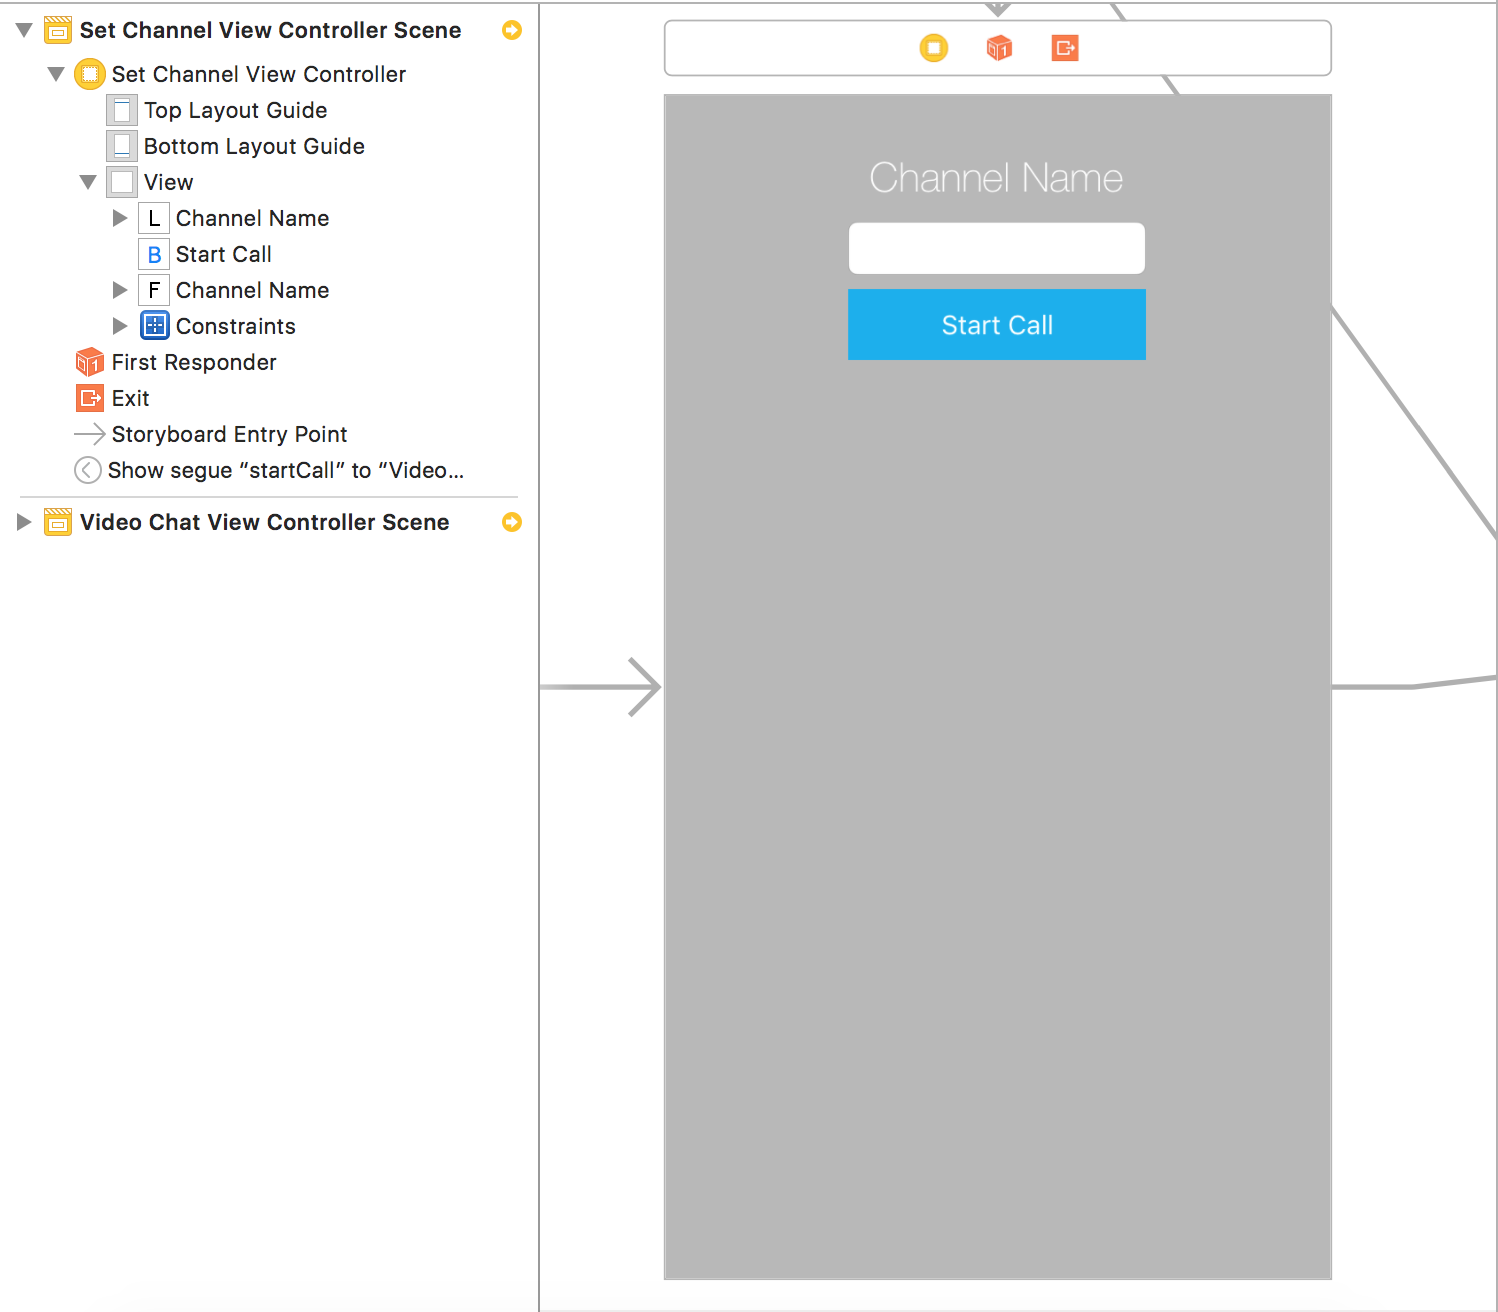 Set Channel View Controller Scene
Set Channel View Controller
Top Layout Guide
Bottom Layout Guide
View
L Channel Name
B Start Call
F Channel Name
Constraints
First Responder
Exit
Storyboard Entry Point
Show segue “startCall” to “Video...
Video Chat View Controller Scene
1
Channel Name
Start Call